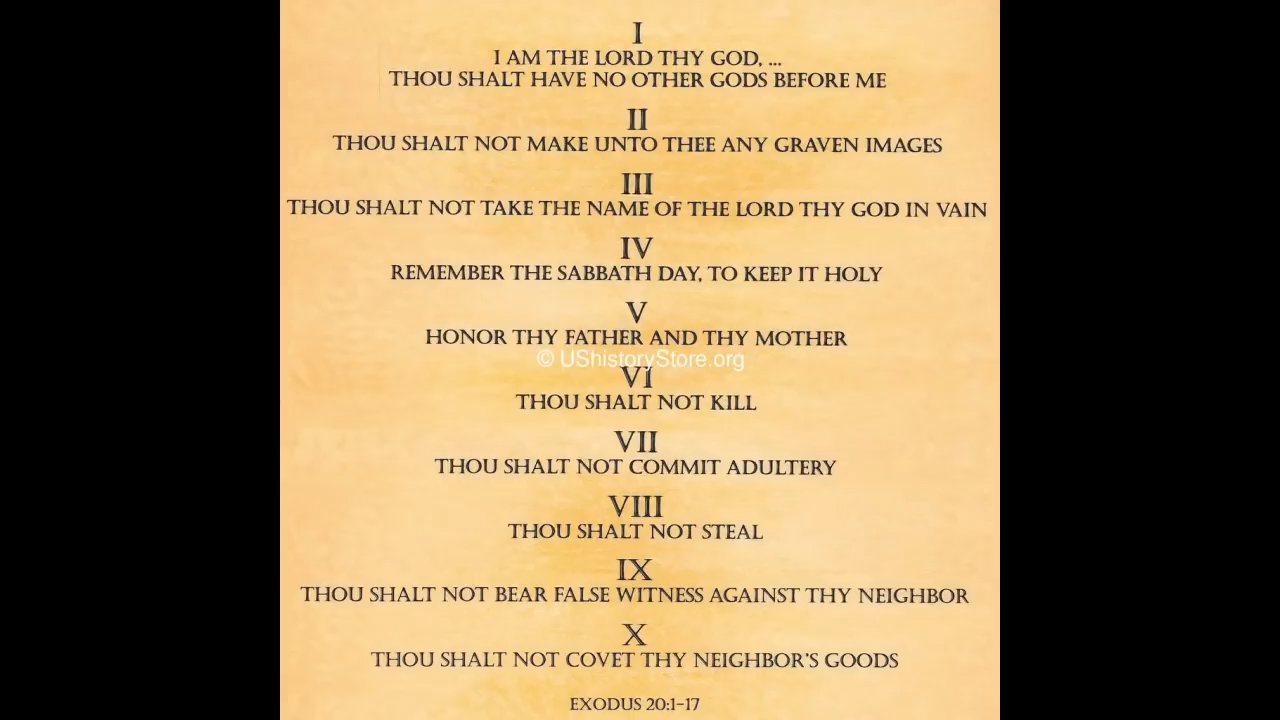 I
I AM THE LORD THY GOD, ...
THOU SHALT HAVE NO OTHER GODS BEFORE ME
II
THOU SHALT NOT MAKE UNTO THEE ANY GRAVEN IMAGES
III
THOU SHALT NOT TAKE THE NAME OF THE LORD THY GOD IN VAIN
IV
REMEMBER THE SABBATH DAY, TO KEEP IT HOLY
V
HONOR THY FATHER AND THY MOTHER
© UShistoryStore.org
VI
THOU SHALT NOT KILL
VII
THOU SHALT NOT COMMIT ADULTERY
VIII
THOU SHALT NOT STEAL
IX
THOU SHALT NOT BEAR FALSE WITNESS AGAINST THY NEIGHBOR
X
THOU SHALT NOT COVET THY NEIGHBOR'S GOODS
EXODUS 20:1-17